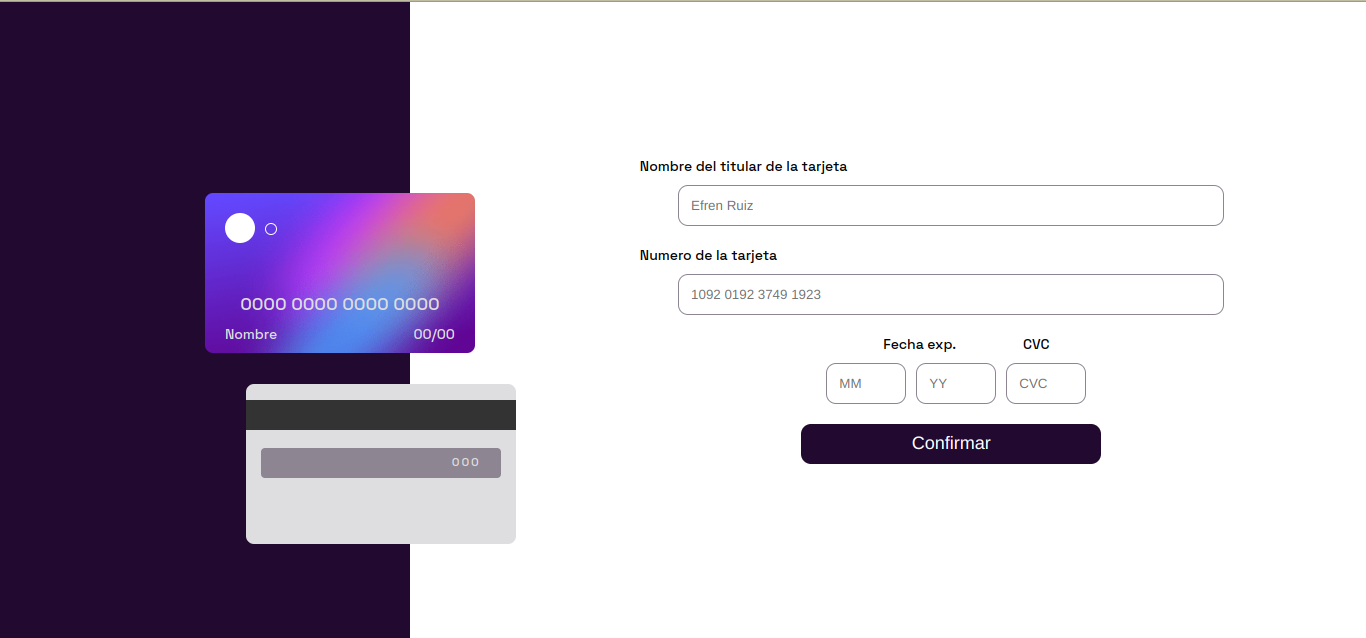 0000 0000 0000 0000
Nombre 00/00
000
Nombre del titular de la tarjeta
Efren Ruiz
Numero de la tarjeta
1092 0192 3749 1923
Fecha exp. CVC
MM YY CVC
Confirmar